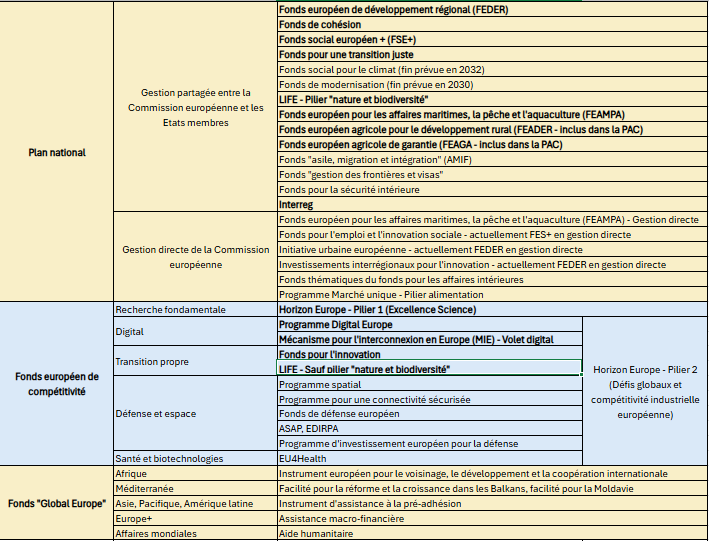 Plan national
Gestion partagée entre la
Commission européenne et les
Etats membres
Fonds européen de développement régional (FEDER)
Fonds de cohésion
Fonds social européen + (FSE+)
Fonds pour une transition juste
Fonds social pour le climat (fin prévue en 2032)
Fonds de modernisation (fin prévue en 2030)
LIFE - Pilier "nature et biodiversité"
Fonds européen pour les affaires maritimes, la pêche et l'aquaculture (FEAMPA)
Fonds européen agricole pour le développement rural (FEADER - inclus dans la PAC)
Fonds européen agricole de garantie (FEAGA - inclus dans la PAC)
Fonds "asile, migration et intégration" (AMIF)
Fonds "gestion des frontières et visas"
Fonds pour la sécurité intérieure
Interreg
Gestion directe de la Commission
européenne
Fonds européen pour les affaires maritimes, la pêche et l'aquaculture (FEAMPA) - Gestion directe
Fonds pour l'emploi et l'innovation sociale - actuellement FES+ en gestion directe
Initiative urbaine européenne - actuellement FEDER en gestion directe
Investissements interrégionaux pour l'innovation - actuellement FEDER en gestion directe
Fonds thématiques du fonds pour les affaires intérieures
Programme Marché unique - Pilier alimentation
Fonds européen de
compétitivité
Recherche fondamentale
Horizon Europe - Pilier 1 (Excellence Science)
Digital
Programme Digital Europe
Mécanisme pour l'interconnexion en Europe (MIE) - Volet digital
Transition propre
Fonds pour l'innovation
LIFE - Sauf pilier "nature et biodiversité"
Défense et espace
Programme spatial
Programme pour une connectivité sécurisée
Fonds de défense européen
ASAP, EDIRPA
Programme d'investissement européen pour la défense
Santé et biotechnologies
EU4Health
Horizon Europe - Pilier 2
(Défis globaux et
compétitivité industrielle
européenne)
Fonds "Global Europe"
Afrique
Instrument européen pour le voisinage, le développement et la coopération internationale
Méditerranée
Facilité pour la réforme et la croissance dans les Balkans, facilité pour la Moldavie
Asie, Pacifique, Amérique latine
Instrument d'assistance à la pré-adhésion
Europe+
Assistance macro-financière
Affaires mondiales
Aide humanitaire